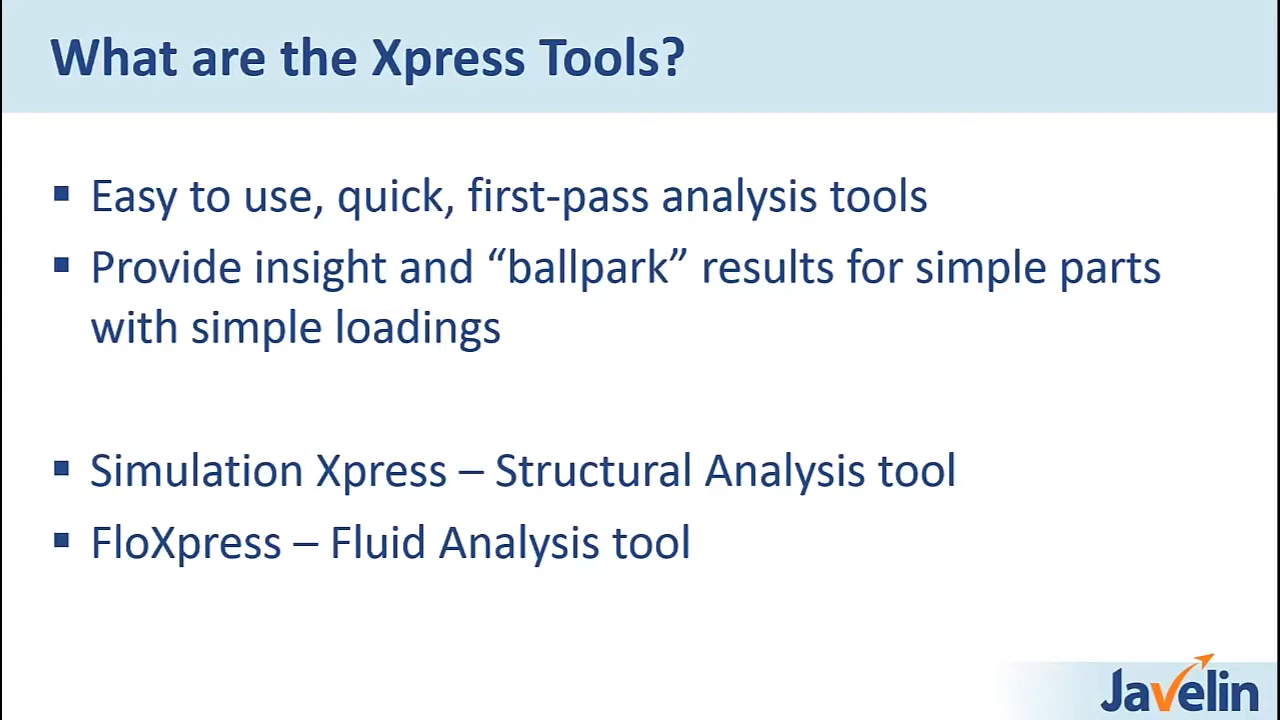 What are the Xpress Tools?
▪ Easy to use, quick, first-pass analysis tools
▪ Provide insight and “ballpark” results for simple parts
with simple loadings
▪ Simulation Xpress – Structural Analysis tool
▪ FloXpress – Fluid Analysis tool
Javelin